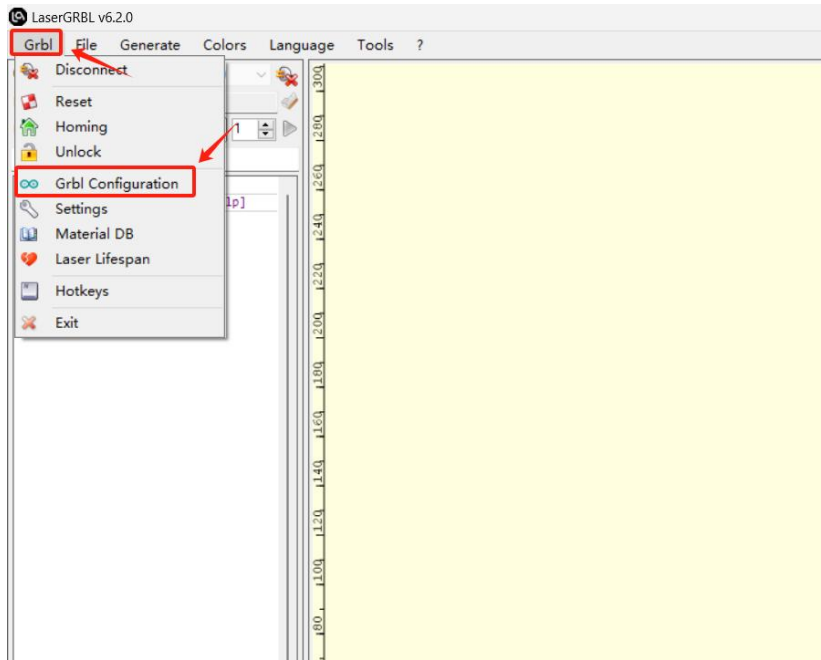 LaserGRBL v6.2.0
Grbl File Generate Colors Language Tools ?
Disconnect
Reset
Homing
1
Unlock
Grbl Configuration
Settings
lp]
Material DB
Laser Lifespan
Hotkeys
Exit
300
280
260
240
220
200
180
160
140
120
100
80